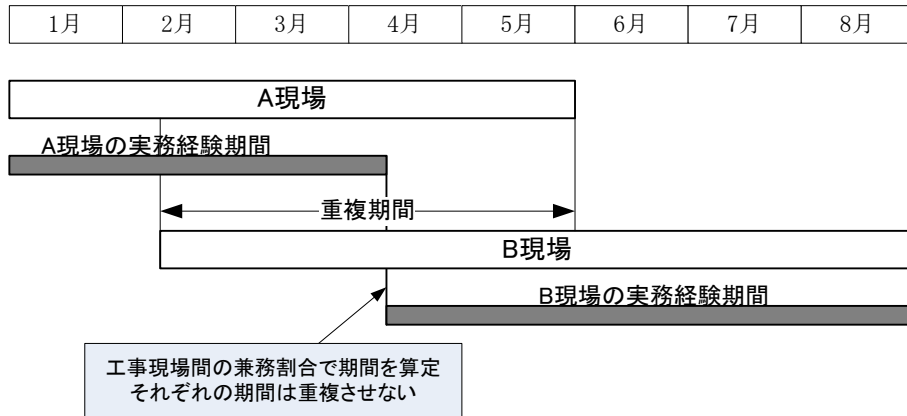 1月 2月 3月 4月 5月 6月 7月 8月
A現場
A現場の実務経験期間
重複期間
B現場
B現場の実務経験期間
工事現場間の兼務割合で期間を算定
それぞれの期間は重複させない